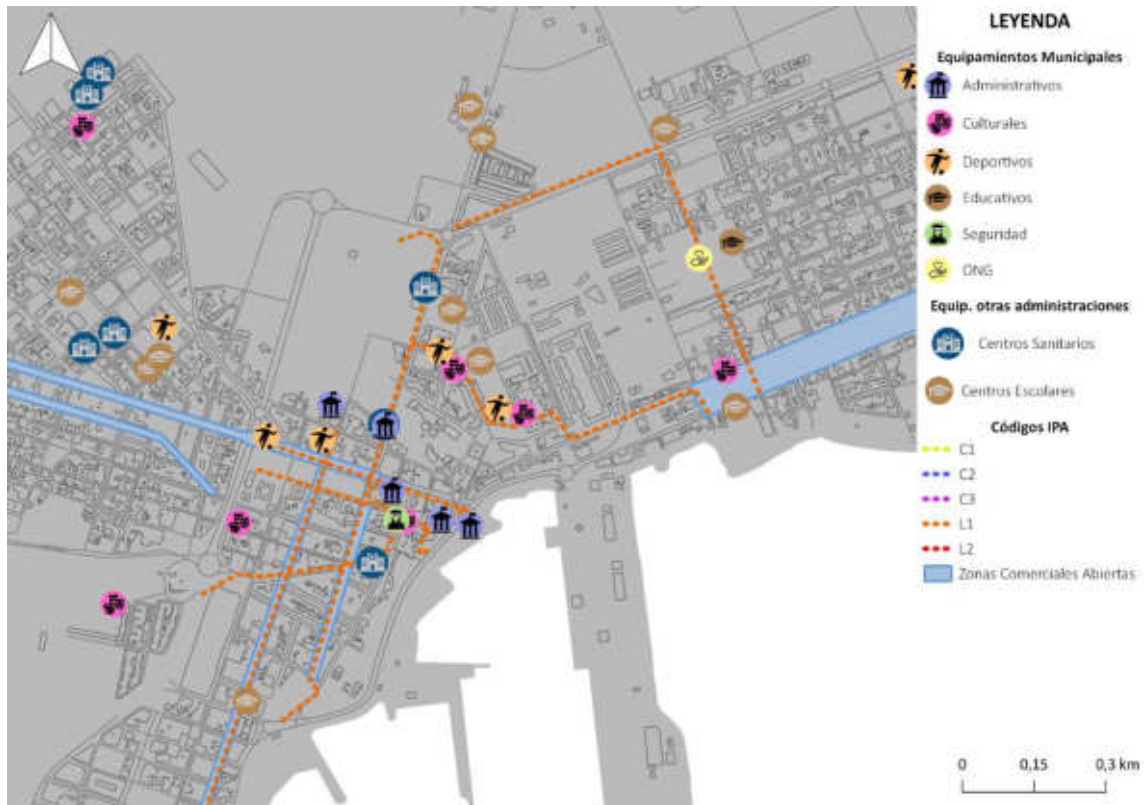 LEYENDA
Equipamientos Municipales
Administrativos
Culturales
Deportivos
Educativos
Seguridad
ONG
Equip. otras administraciones
Centros Sanitarios
Centros Escolares
Códigos IPA
C1
C2
C3
L1
L2
Zonas Comerciales Abiertas
0 0,15 0,3 km